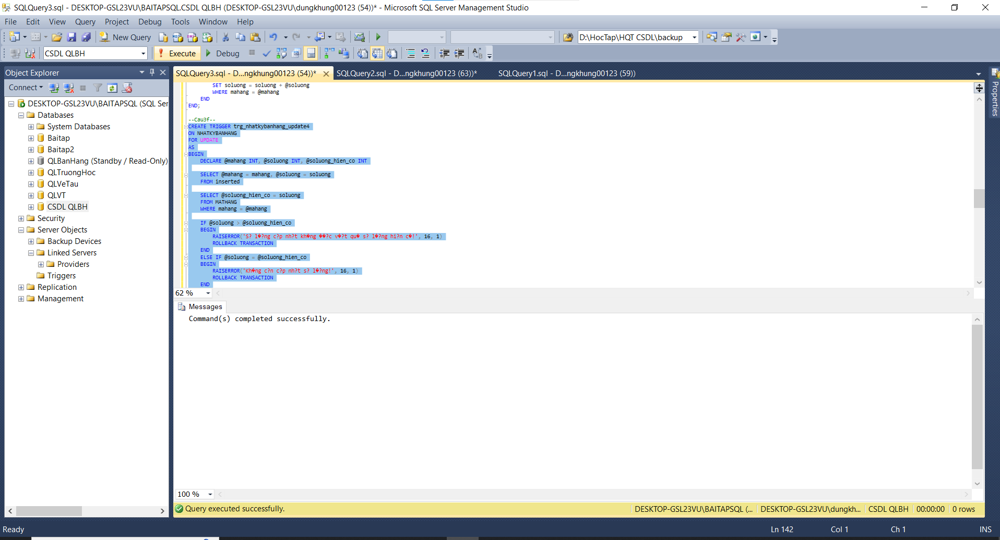 SQLQuery3.sql - DESKTOP-GSL23VU\BAITAPSQL.CSDL QLBH (DESKTOP-GSL23VU\dungkhung00123 (54))* - Microsoft SQL Server Management Studio
File Edit View Query Project Debug Tools Window Help
New Query D:\HocTap\HQT CSDL\backup
CSDL QLBH Execute Debug
Object Explorer
Connect
DESKTOP-GSL23VU\BAITAPSQL (SQL Ser
Databases
System Databases
Baitap
Baitap2
QLBanHang (Standby / Read-Only)
QLTruongHoc
QLVeTau
QLVT
CSDL QLBH
Security
Server Objects
Backup Devices
Linked Servers
Providers
Triggers
Replication
Management
SQLQuery3.sql - D...ngkhung00123 (54))* SQLQuery2.sql - D...ngkhung00123 (63))* SQLQuery1.sql - D...ngkhung00123 (59))
SET soluong = soluong + @soluong
WHERE mahang = @mahang
END
END;
--Cau3f--
CREATE TRIGGER trg_nhatkybanhang_update4
ON NHATKYBANHANG
FOR UPDATE
AS
BEGIN
DECLARE @mahang INT, @soluong INT, @soluong_hien_co INT
SELECT @mahang = mahang, @soluong = soluong
FROM inserted
SELECT @soluong_hien_co = soluong
FROM MATHANG
WHERE mahang = @mahang
IF @soluong > @soluong_hien_co
BEGIN
RAISERROR('S? l�?ng c?p nh?t kh�ng ��?c v�?t qu� s? l�?ng hi?n c�!', 16, 1)
ROLLBACK TRANSACTION
END
ELSE IF @soluong = @soluong_hien_co
BEGIN
RAISERROR('Kh�ng c?n c?p nh?t s? l�?ng!', 16, 1)
ROLLBACK TRANSACTION
END
62 %
Messages
Command(s) completed successfully.
100 %
Query executed successfully. DESKTOP-GSL23VU\BAITAPSQL (... DESKTOP-GSL23VU\dungkh... CSDL QLBH 00:00:00 0 rows
Properties
Ready Ln 142 Col 1 Ch 1 INS